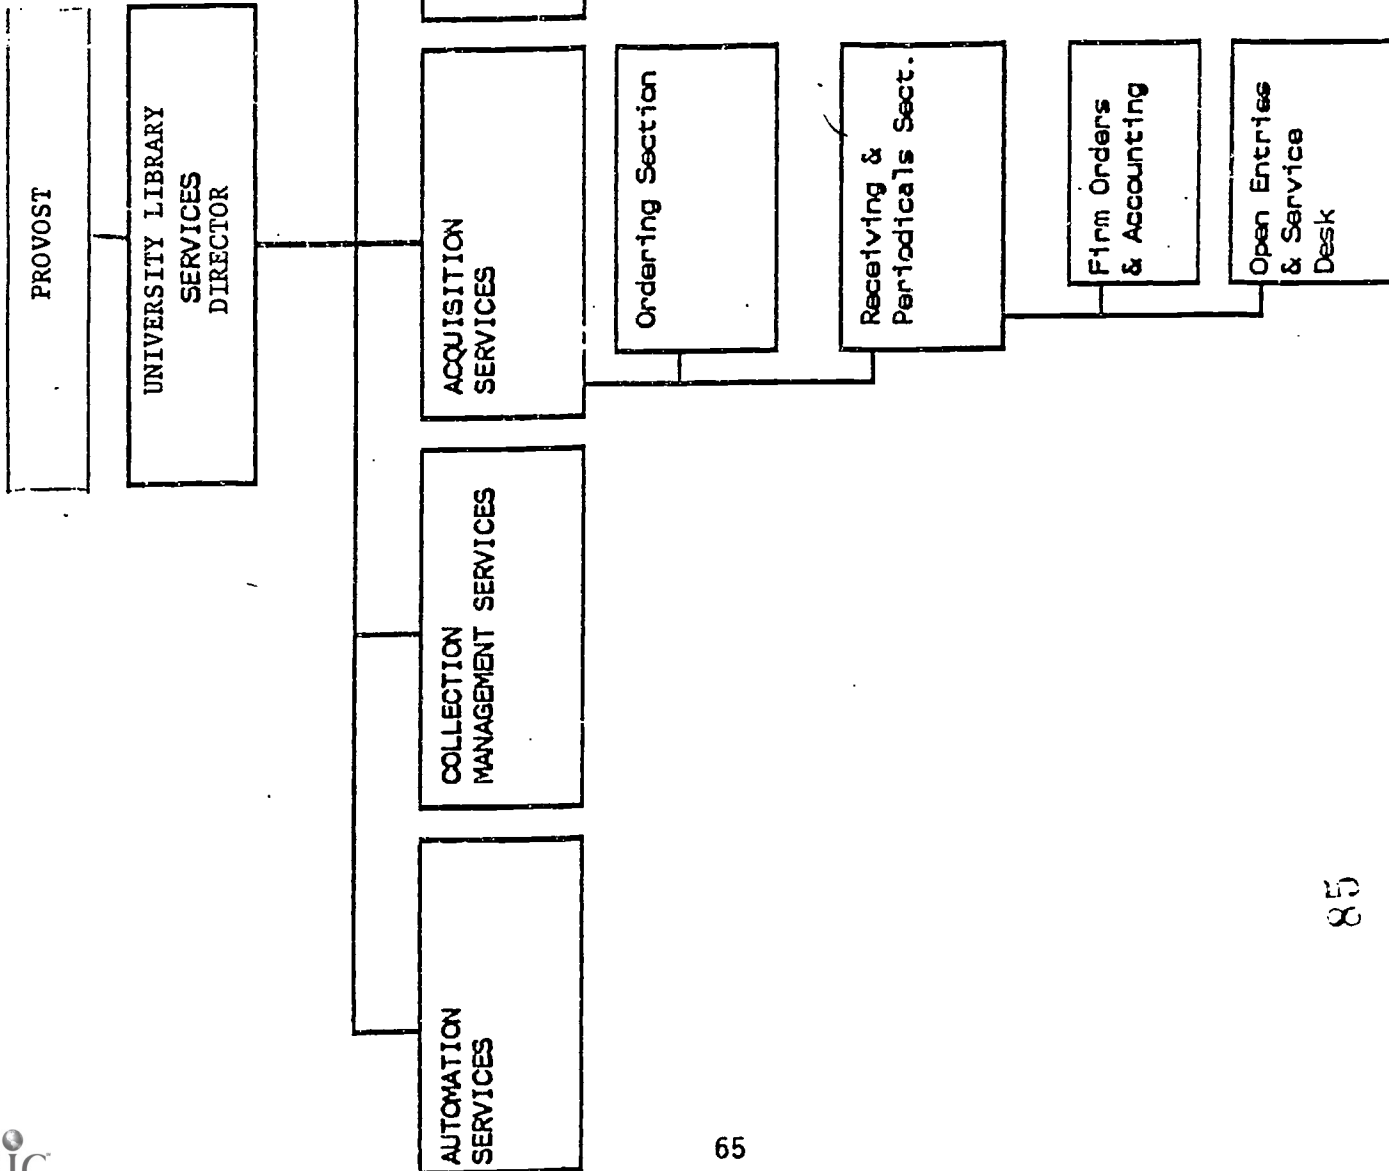 PROVOST
UNIVERSITY LIBRARY
SERVICES
DIRECTOR
AUTOMATION
SERVICES
COLLECTION
MANAGEMENT SERVICES
ACQUISITION
SERVICES
Ordering Section
Receiving &
Periodicals Sect.
Firm Orders
& Accounting
Open Entries
& Service
Desk
85
65